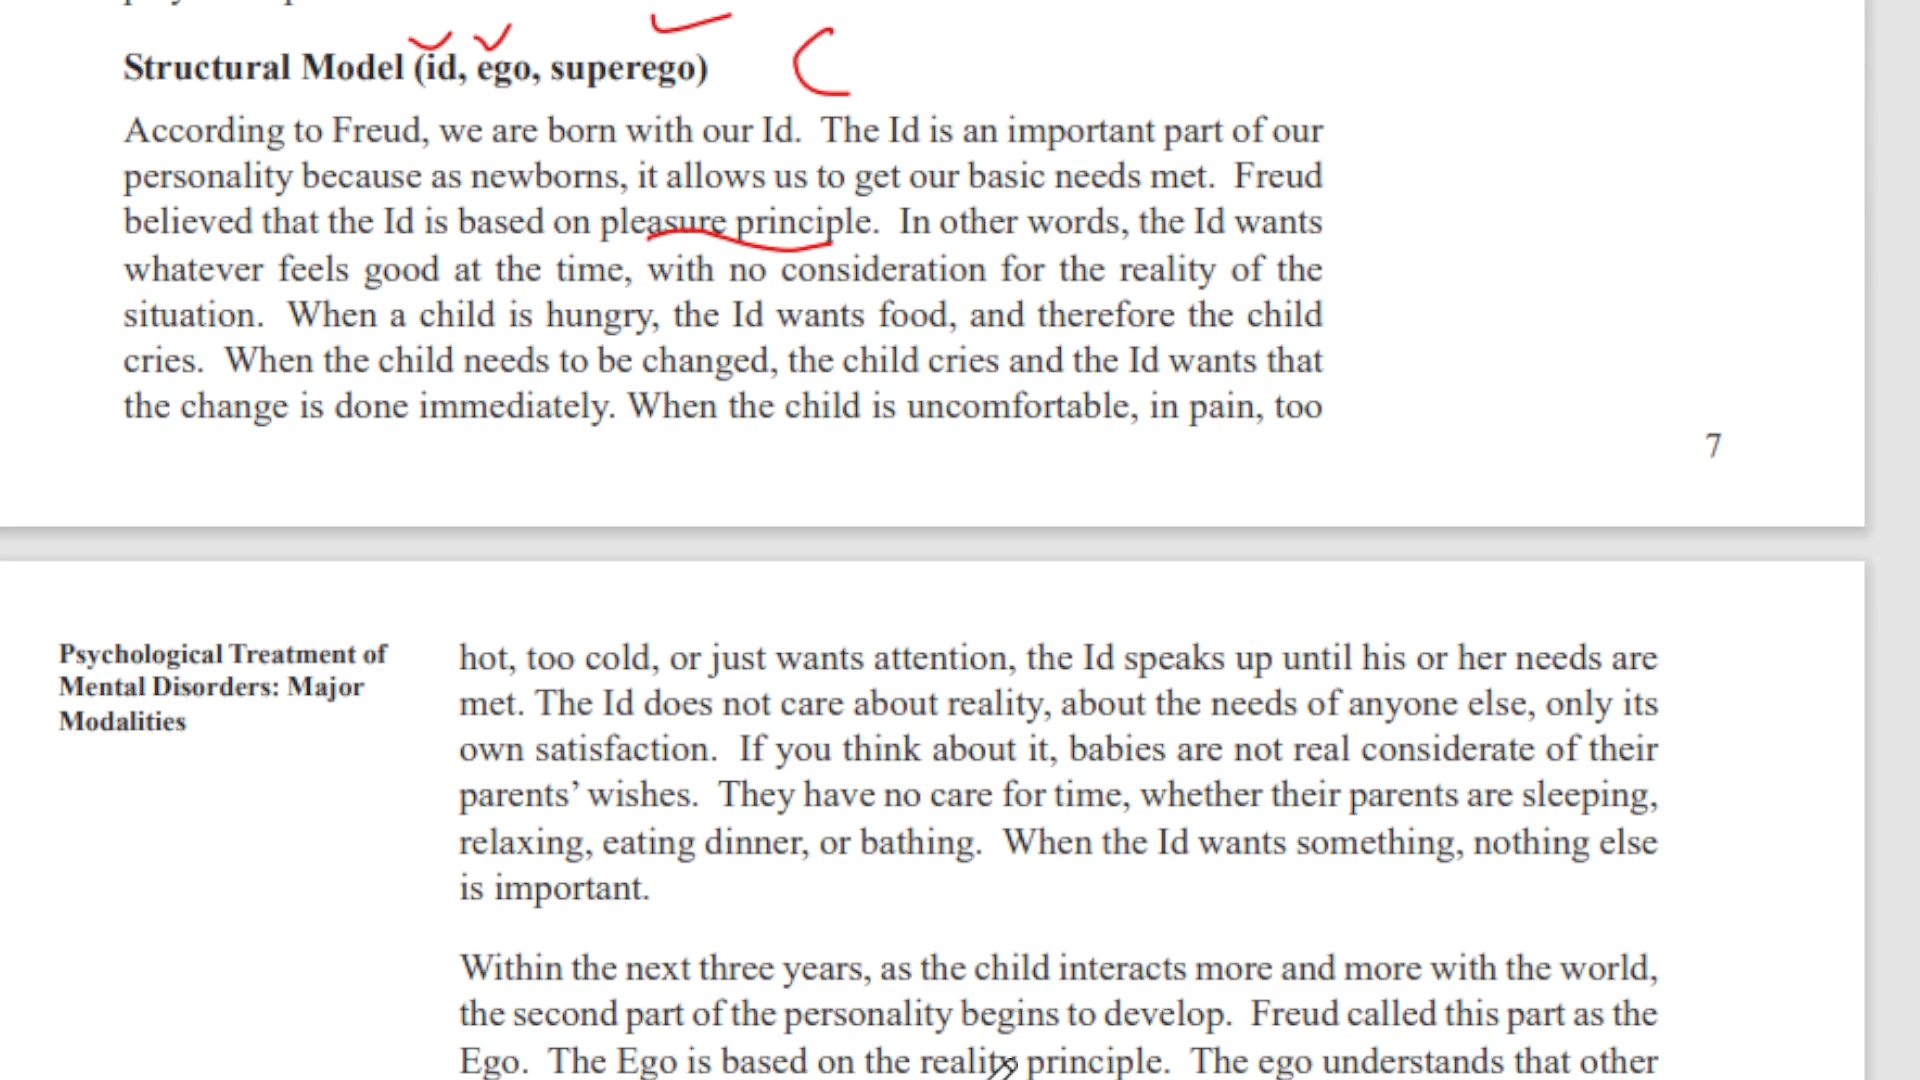 Structural Model (id, ego, superego)
According to Freud, we are born with our Id. The Id is an important part of our
personality because as newborns, it allows us to get our basic needs met. Freud
believed that the Id is based on pleasure principle. In other words, the Id wants
whatever feels good at the time, with no consideration for the reality of the
situation. When a child is hungry, the Id wants food, and therefore the child
cries. When the child needs to be changed, the child cries and the Id wants that
the change is done immediately. When the child is uncomfortable, in pain, too
7
Psychological Treatment of
Mental Disorders: Major
Modalities
hot, too cold, or just wants attention, the Id speaks up until his or her needs are
met. The Id does not care about reality, about the needs of anyone else, only its
own satisfaction. If you think about it, babies are not real considerate of their
parents' wishes. They have no care for time, whether their parents are sleeping,
relaxing, eating dinner, or bathing. When the Id wants something, nothing else
is important.
Within the next three years, as the child interacts more and more with the world,
the second part of the personality begins to develop. Freud called this part as the
Ego. The Ego is based on the reality principle. The ego understands that other